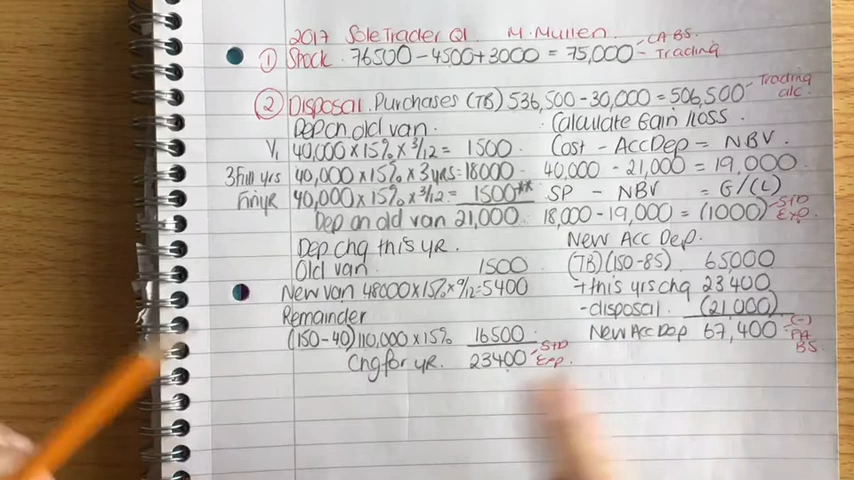 2017 Sole Trader Q1 M. Mullen
① Stock. 76500 - 4500 + 3000 = 75,000 - CA BS. - Trading
② Disposal. Purchases (TB) 536,500 - 30,000 = 506,500 - Trading alc.
Dep on old van.
Y1 40,000 x 15% x 3/12 = 1500
3 full yrs 40,000 x 15% x 3 yrs = 18000
Fin yr 40,000 x 15% x 3/12 = 1500**
Dep on old van 21,000
Dep chg this yr.
Old van 1500
New van 48000 x 15% x 9/12 = 5400
Remainder
(150-40) 110,000 x 15% 16500
Chg for yr. 23400 - S+D Exp.
Calculate Gain/loss.
Cost - Acc Dep = NBV.
40,000 - 21,000 = 19,000
SP - NBV = G/(L)
18,000 - 19,000 = (1000) - S+D Exp.
New Acc Dep.
(TB) (150-85) 65000
+ this yrs chg 23400
- disposal. (21,000)
New Acc Dep 67,400 - (-) FA BS